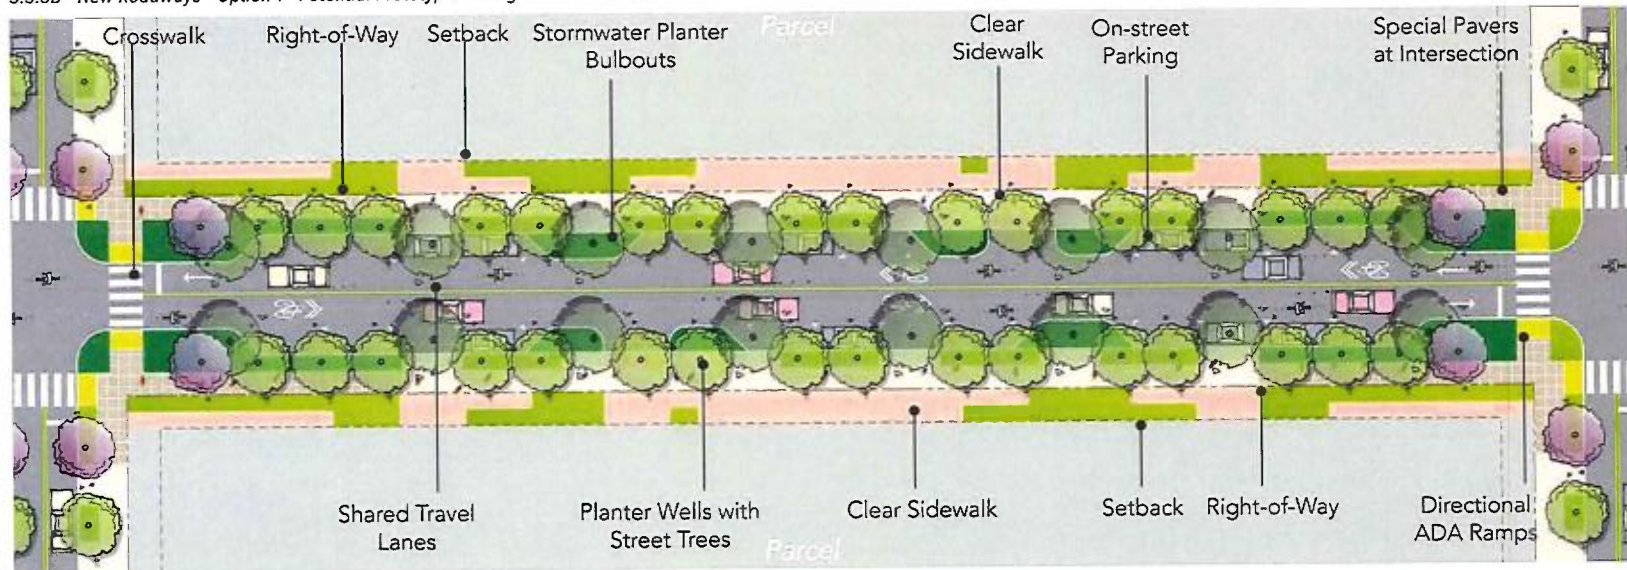 Parcel
Crosswalk
Right-of-Way
Setback
Stormwater Planter
Bulbouts
Clear
Sidewalk
On-street
Parking
Special Pavers
at Intersection
Shared Travel
Lanes
Planter Wells with
Street Trees
Clear Sidewalk
Setback
Right-of-Way
Directional
ADA Ramps
Parcel